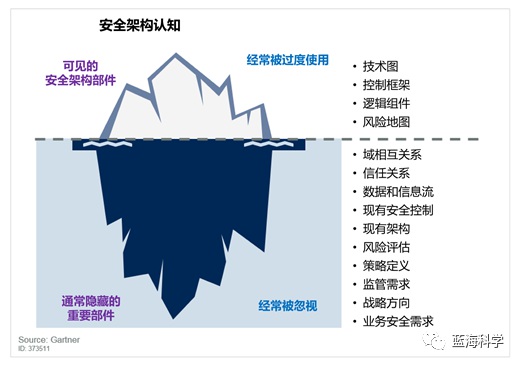 安全架构认知
可见的
安全架构部件
经常被过度使用
• 技术图
• 控制框架
• 逻辑组件
• 风险地图
• 域相互关系
• 信任关系
• 数据和信息流
• 现有安全控制
• 现有架构
• 风险评估
• 策略定义
• 监管需求
• 战略方向
• 业务安全需求
通常隐藏的
重要部件
经常被忽视
Source: Gartner
ID: 373511
蓝海科学